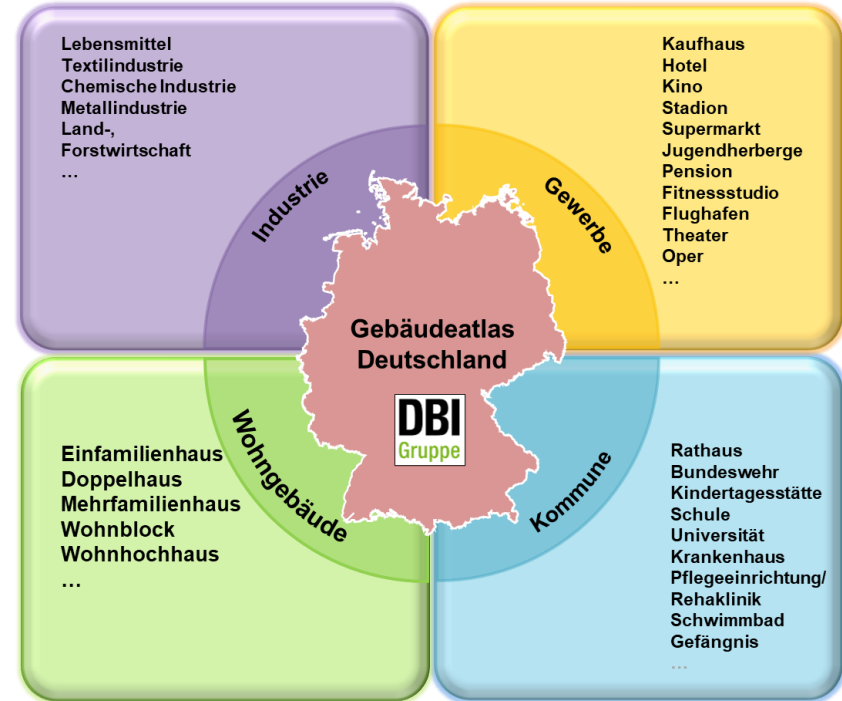 Lebensmittel
Textilindustrie
Chemische Industrie
Metallindustrie
Land-,
Forstwirtschaft
...
Industrie
Kaufhaus
Hotel
Kino
Stadion
Supermarkt
Jugendherberge
Pension
Fitnessstudio
Flughafen
Theater
Oper
...
Gewerbe
Gebäudeatlas
Deutschland
DBI
Gruppe
Einfamilienhaus
Doppelhaus
Mehrfamilienhaus
Wohnblock
Wohnhochhaus
...
Wohngebäude
Rathaus
Bundeswehr
Kindertagesstätte
Schule
Universität
Krankenhaus
Pflegeeinrichtung/
Rehaklinik
Schwimmbad
Gefängnis
...
Kommune